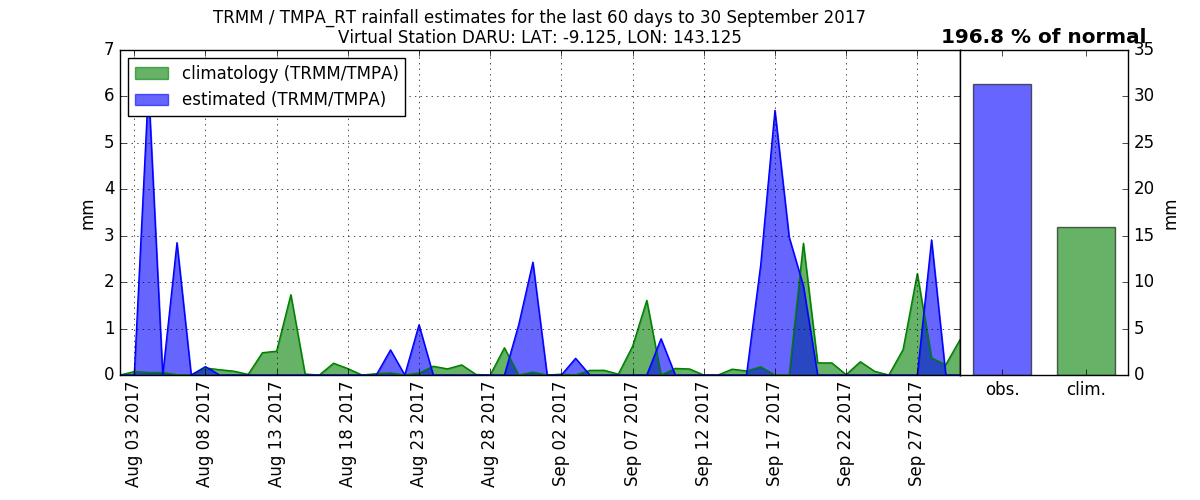 TRMM / TMPA_RT rainfall estimates for the last 60 days to 30 September 2017
Virtual Station DARU: LAT: -9.125, LON: 143.125
196.8 % of normal
climatology (TRMM/TMPA)
estimated (TRMM/TMPA)
7
6
5
4
3
2
1
0
mm
Aug 03 2017
Aug 08 2017
Aug 13 2017
Aug 18 2017
Aug 23 2017
Aug 28 2017
Sep 02 2017
Sep 07 2017
Sep 12 2017
Sep 17 2017
Sep 22 2017
Sep 27 2017
35
30
25
20
15
10
5
0
mm
obs.
clim.